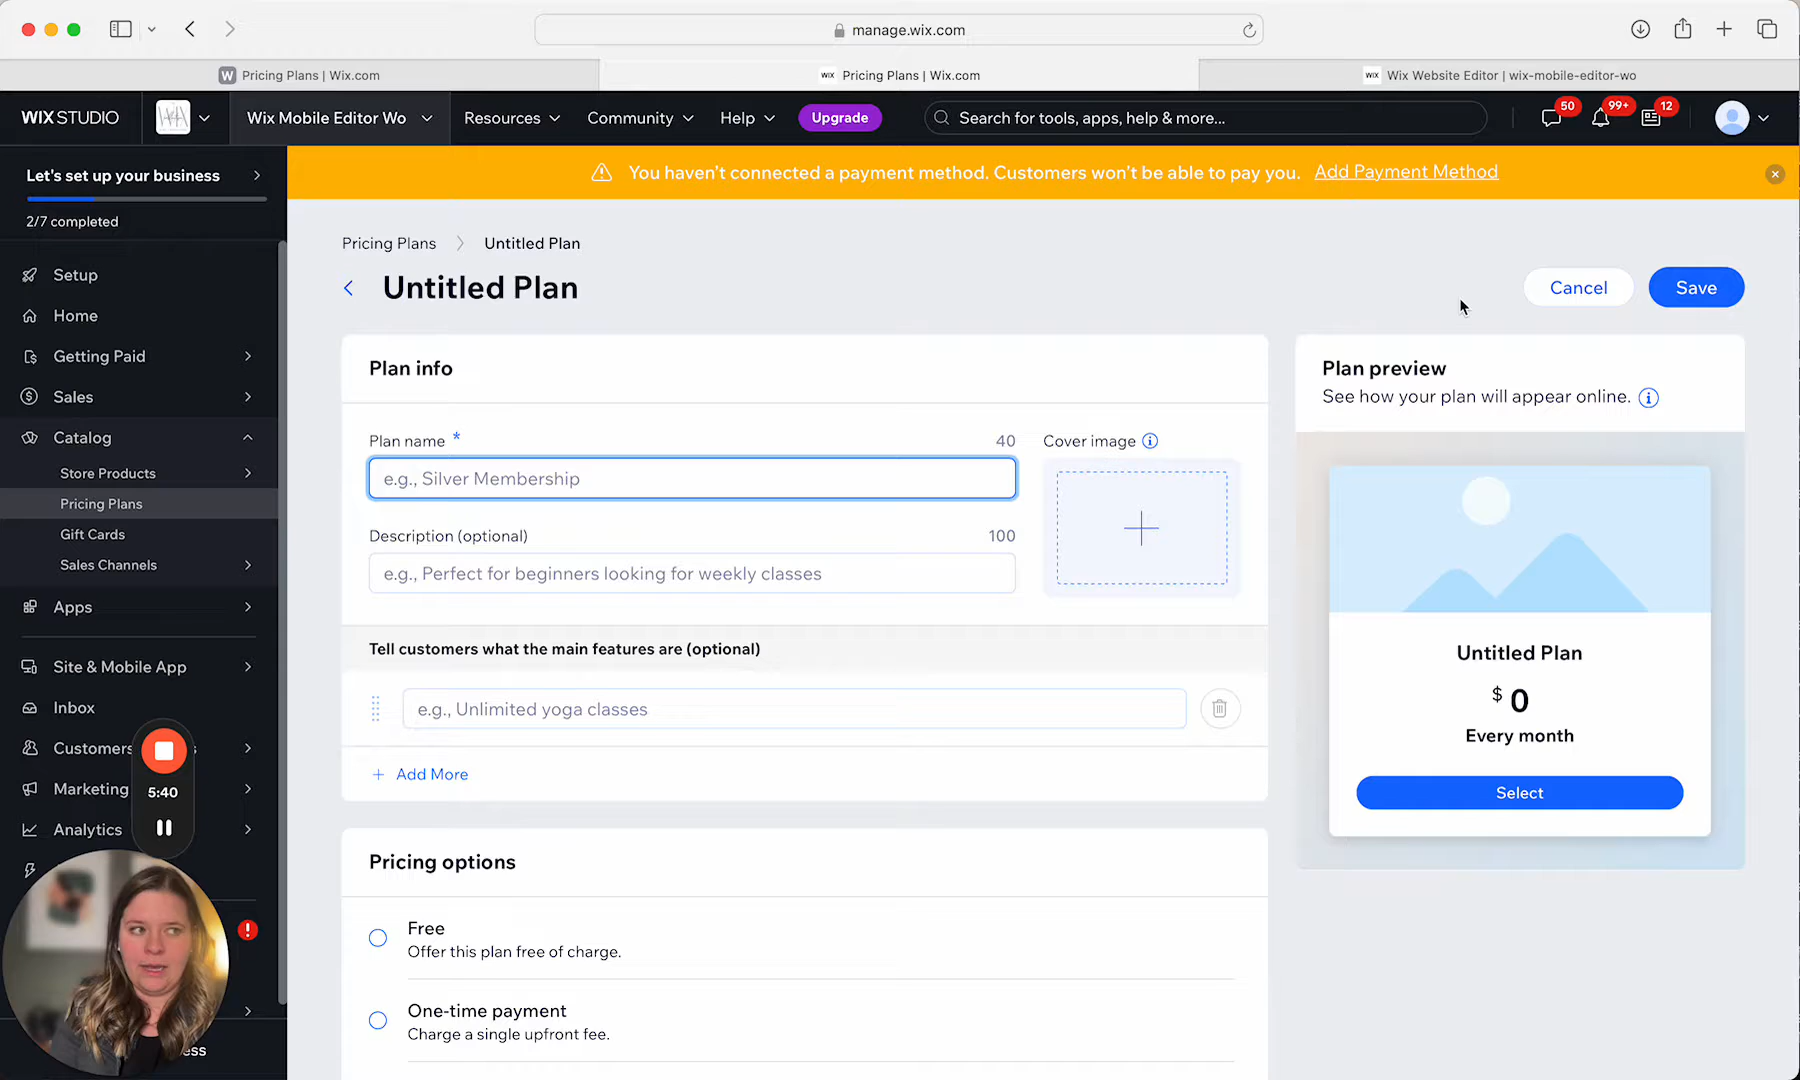 manage.wix.com
W Pricing Plans | Wix.com
WIX Pricing Plans | Wix.com
WIX Wix Website Editor | wix-mobile-editor-wo
WIX STUDIO
Wix Mobile Editor Wo
Resources
Community
Help
Upgrade
Search for tools, apps, help & more...
50
99+
12
Let's set up your business
2/7 completed
You haven't connected a payment method. Customers won't be able to pay you. Add Payment Method
Setup
Home
Getting Paid
Sales
Catalog
Store Products
Pricing Plans
Gift Cards
Sales Channels
Apps
Site & Mobile App
Inbox
Customers
Marketing
Analytics
5:40
Pricing Plans > Untitled Plan
Untitled Plan
Cancel
Save
Plan info
Plan name *
40
e.g., Silver Membership
Description (optional)
100
e.g., Perfect for beginners looking for weekly classes
Cover image
Tell customers what the main features are (optional)
e.g., Unlimited yoga classes
+ Add More
Pricing options
Free
Offer this plan free of charge.
One-time payment
Charge a single upfront fee.
Plan preview
See how your plan will appear online.
Untitled Plan
$ 0
Every month
Select